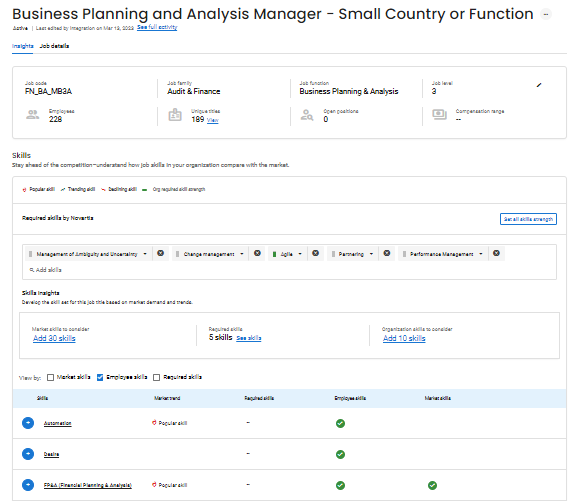 Business Planning and Analysis Manager - Small Country or Function ...
Active | Last edited by Integration on Mar 13, 2023 See full activity
Insights Job details
Job code Job family Job function Job level
FN_BA_MB3A Audit & Finance Business Planning & Analysis 3
Employees Unique titles Open positions Compensation range
228 189 View 0 --
Skills
Stay ahead of the competition—understand how job skills in your organization compare with the market.
Popular skill Trending skill Declining skill Org required skill strength
Required skills by Novartis Set all skills strength
Management of Ambiguity and Uncertainty Change management Agile Partnering Performance Management
Add skills
Skills Insights
Develop the skill set for this job title based on market demand and trends.
Market skills to consider Required skills Organization skills to consider
Add 30 skills 5 skills See skills Add 10 skills
View by: Market skills Employee skills Required skills
Skills Market trend Required skills Employee skills Market skills
Automation Popular skill --
Desire --
FP&A (Financial Planning & Analysis) Popular skill --